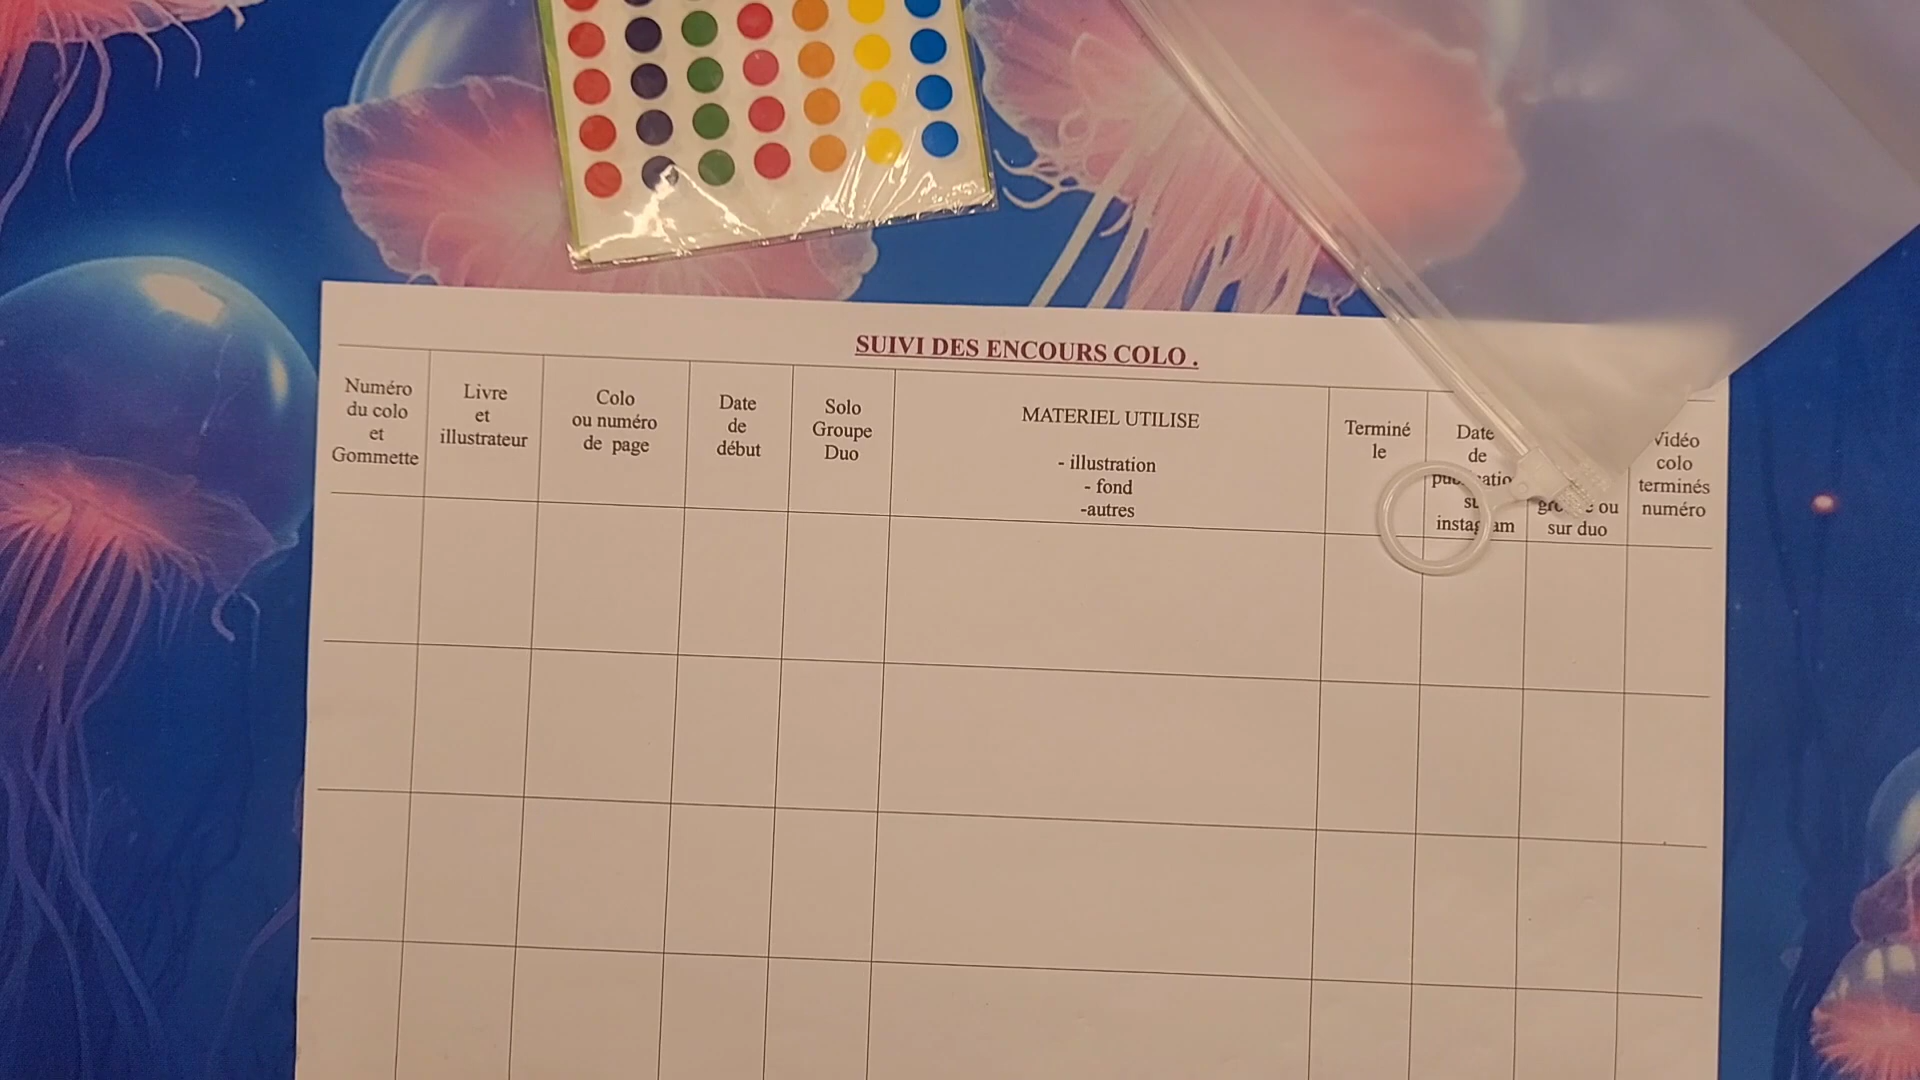 SUIVI DES ENCOURS COLO .
Numéro
du colo
et
Gommette
Livre
et
illustrateur
Colo
ou numéro
de page
Date
de
début
Solo
Groupe
Duo
MATERIEL UTILISE
- illustration
- fond
-autres
Terminé
le
Date
de
instagram
ou
sur duo
Vidéo
colo
terminés
numéro